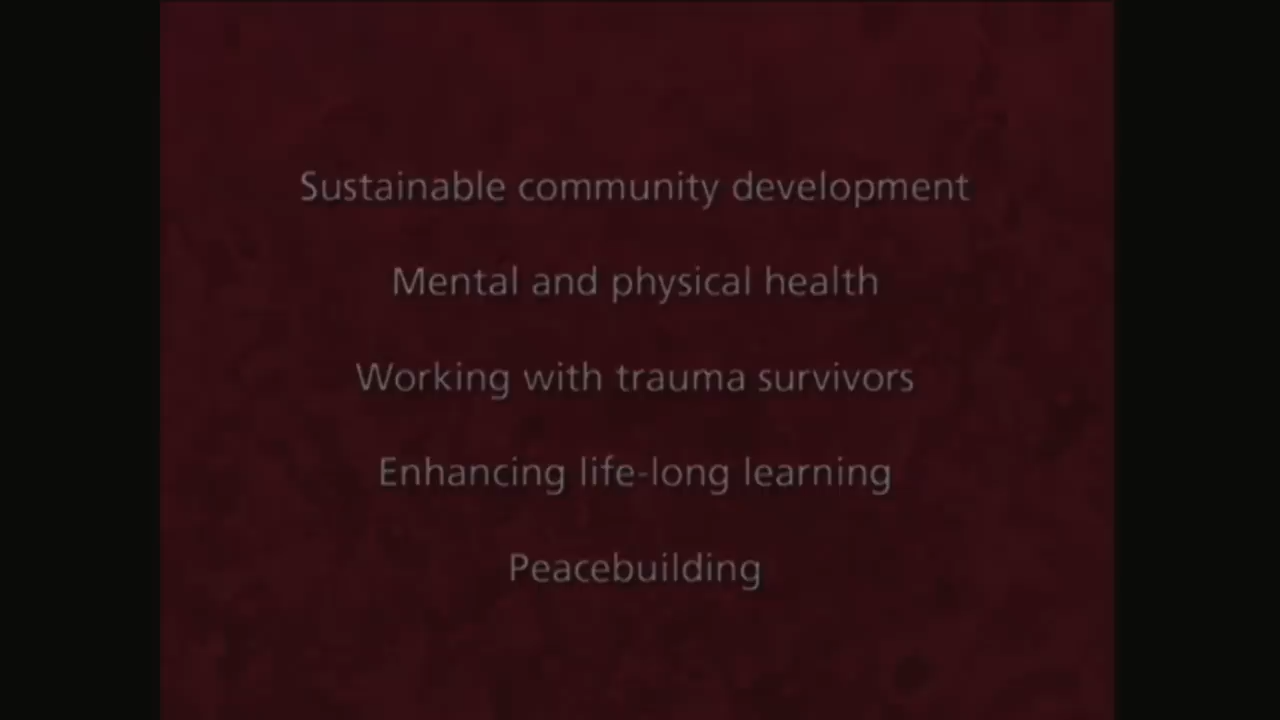 Sustainable community development
Mental and physical health
Working with trauma survivors
Enhancing life-long learning
Peacebuilding